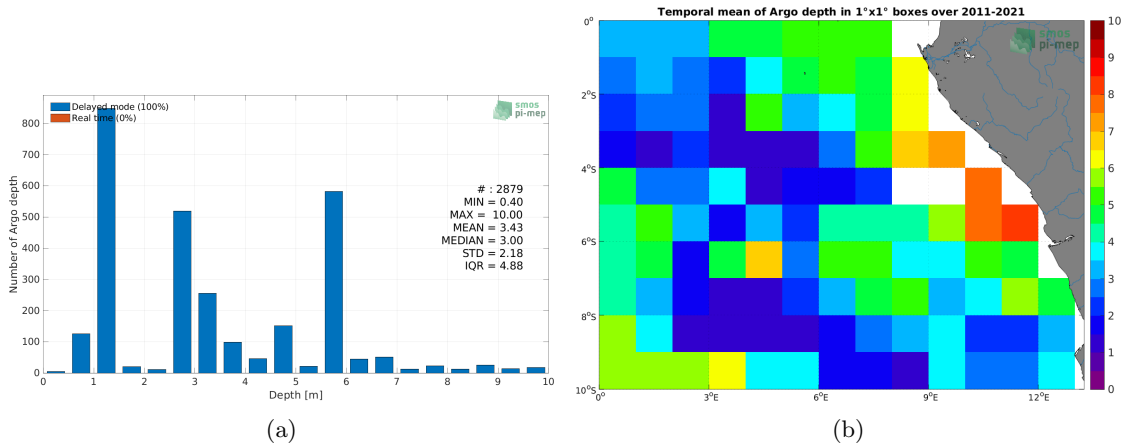 Delayed mode (100%)
Real time (0%)
smos
pi-mep
# : 2879
MIN = 0.40
MAX = 10.00
MEAN = 3.43
MEDIAN = 3.00
STD = 2.18
IQR = 4.88
Number of Argo depth
800
700
600
500
400
300
200
100
0
0 1 2 3 4 5 6 7 8 9 10
Depth [m]
(a)
Temporal mean of Argo depth in 1°x1° boxes over 2011-2021
smos
pi-mep
0°
2°S
4°S
6°S
8°S
10°S
0° 3°E 6°E 9°E 12°E
10
9
8
7
6
5
4
3
2
1
0
(b)